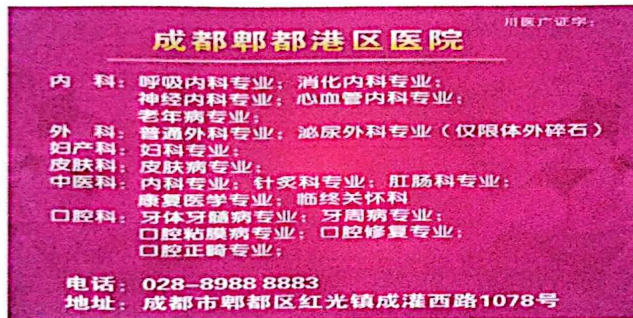 川医广证字:
成都郫都港区医院
内 科: 呼吸内科专业; 消化内科专业;
神经内科专业; 心血管内科专业;
老年病专业;
外 科: 普通外科专业; 泌尿外科专业(仅限体外碎石)
妇产科: 妇科专业;
皮肤科: 皮肤病专业;
中医科: 内科专业; 针灸科专业; 肛肠科专业;
康复医学专业; 临终关怀科
口腔科: 牙体牙髓病专业; 牙周病专业;
口腔粘膜病专业; 口腔修复专业;
口腔正畸专业;
电话: 028-8988 8883
地址: 成都市郫都区红光镇成灌西路1078号